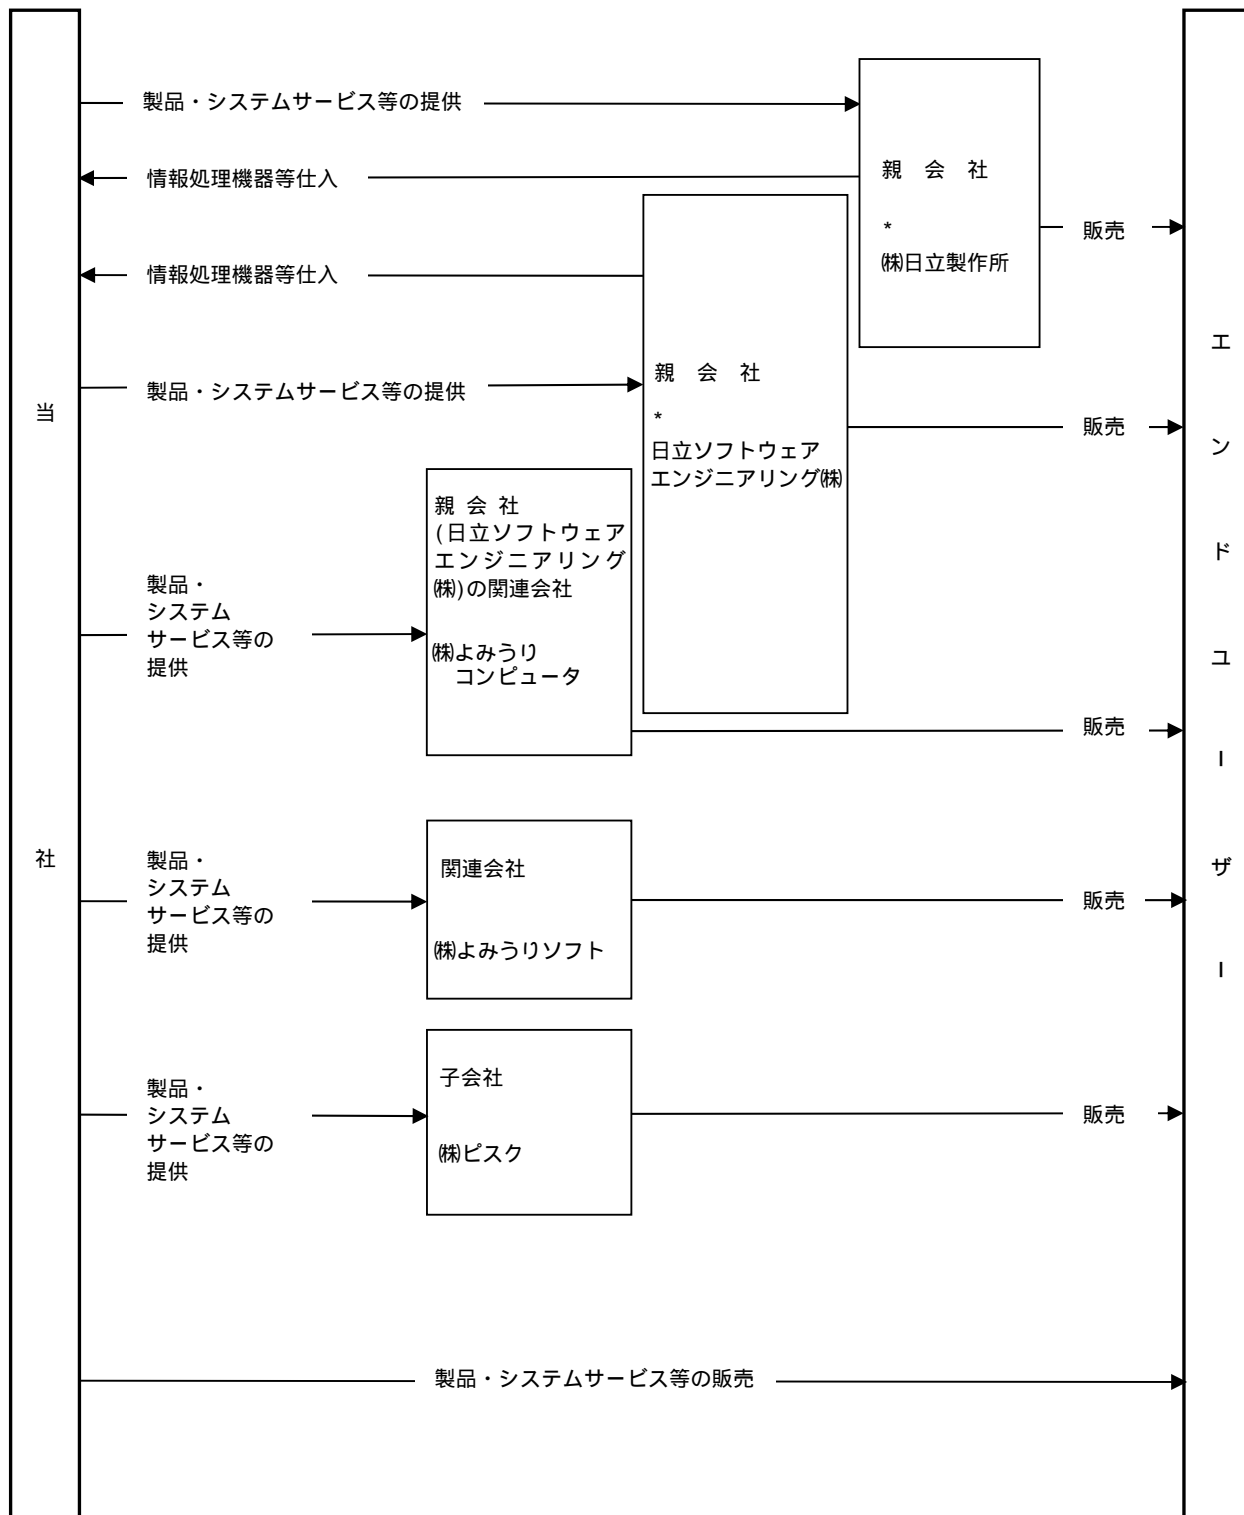 当社
製品・システムサービス等の提供
情報処理機器等仕入
親 会 社
*
㈱日立製作所
販売
情報処理機器等仕入
製品・システムサービス等の提供
親 会 社
*
日立ソフトウェア
エンジニアリング㈱
販売
製品・
システム
サービス等の
提供
親 会 社
(日立ソフトウェア
エンジニアリング
㈱)の関連会社
㈱よみうり
コンピュータ
販売
製品・
システム
サービス等の
提供
関連会社
㈱よみうりソフト
販売
製品・
システム
サービス等の
提供
子会社
㈱ピスク
販売
製品・システムサービス等の販売
エンドユーザー